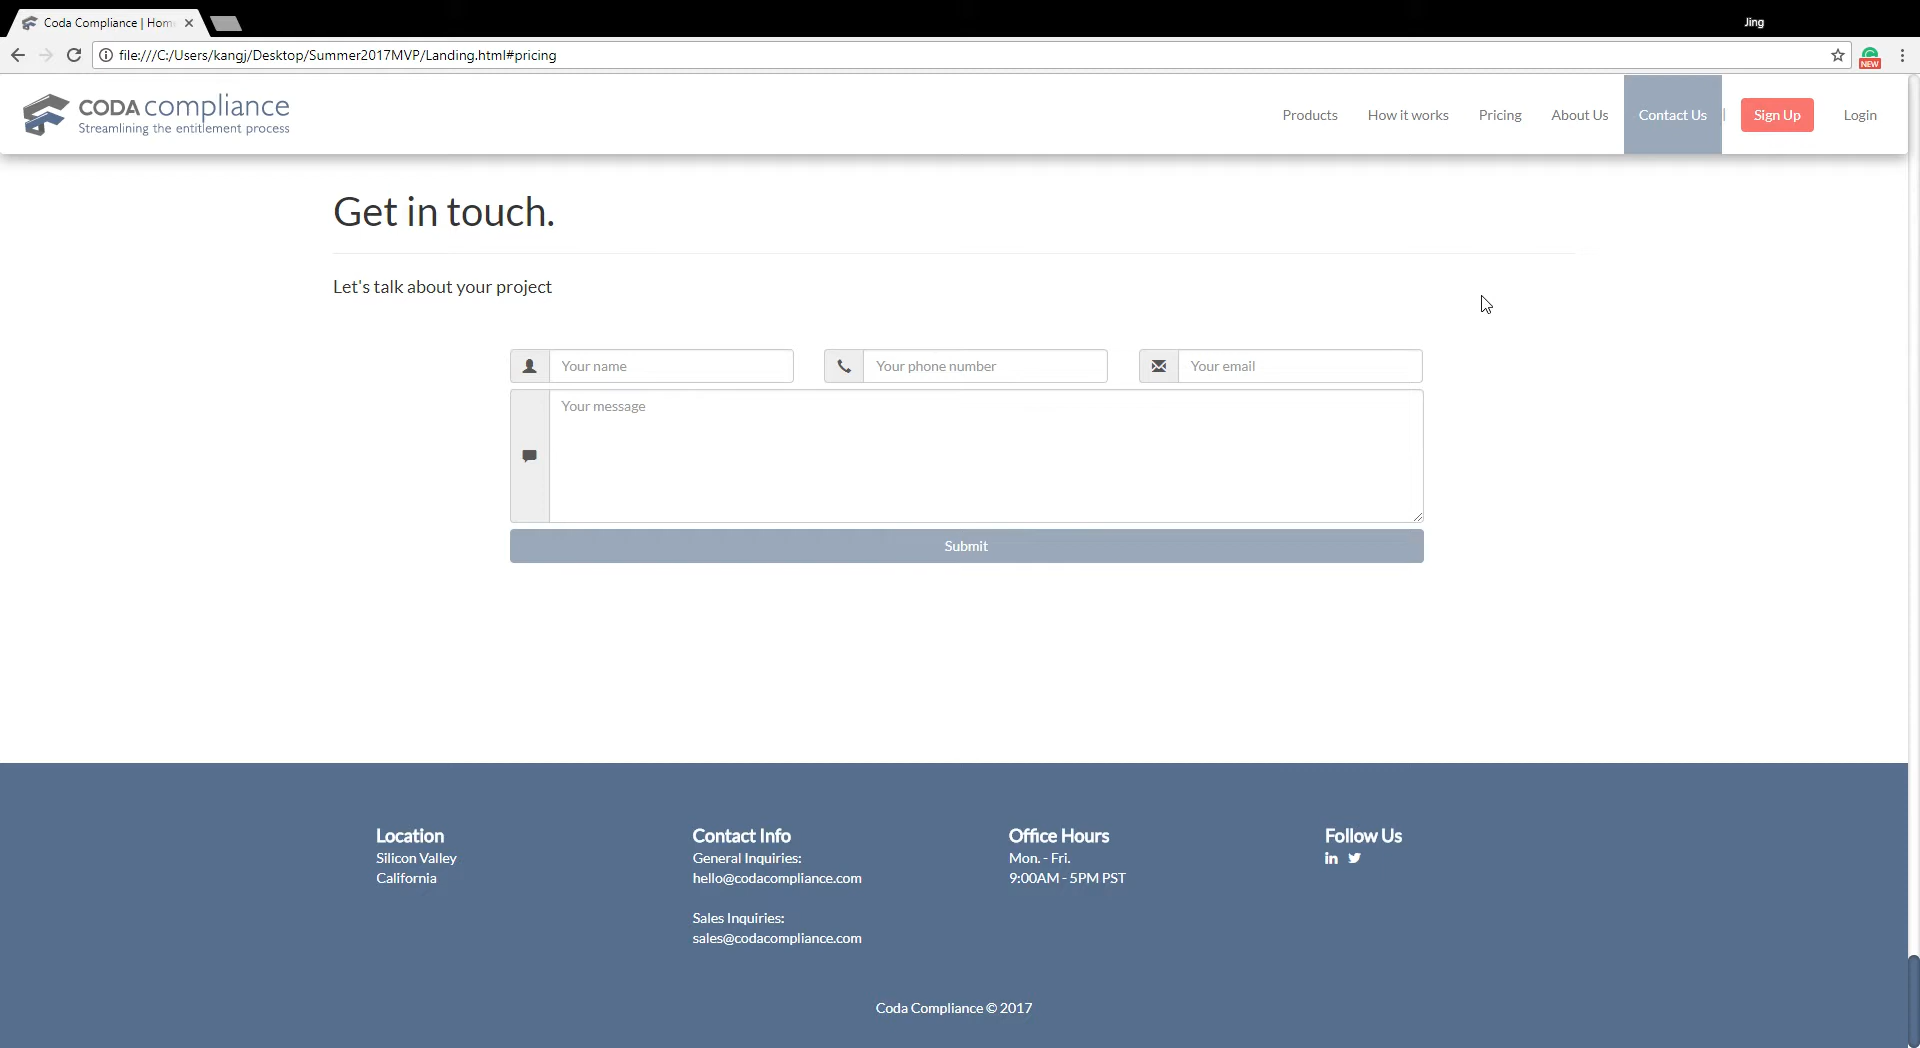 Coda Compliance | Hom
Jing
file:///C:/Users/kangj/Desktop/Summer2017MVP/Landing.html#pricing
NEW
CODA compliance
Streamlining the entitlement process
Products How it works Pricing About Us Contact Us | Sign Up Login
Get in touch.
Let's talk about your project
Your name Your phone number Your email
Your message
Submit
Location
Silicon Valley
California
Contact Info
General Inquiries:
hello@codacompliance.com
Sales Inquiries:
sales@codacompliance.com
Office Hours
Mon. - Fri.
9:00AM - 5PM PST
Follow Us
in
Coda Compliance © 2017